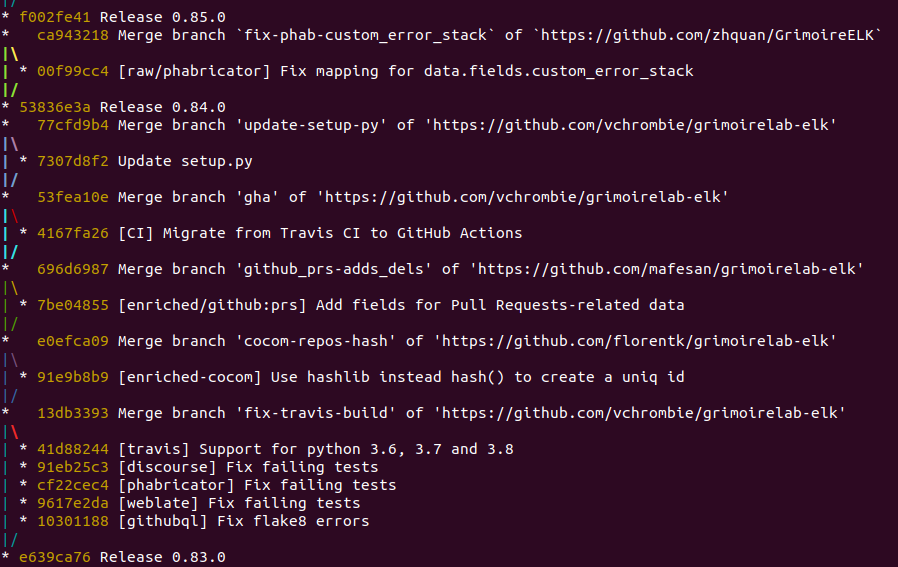 |/
* f002fe41 Release 0.85.0
*   ca943218 Merge branch `fix-phab-custom_error_stack` of `https://github.com/zhquan/GrimoireELK`
|\
| * 00f99cc4 [raw/phabricator] Fix mapping for data.fields.custom_error_stack
|/
* 53836e3a Release 0.84.0
*   77cfd9b4 Merge branch 'update-setup-py' of 'https://github.com/vchrombie/grimoirelab-elk'
|\
| * 7307d8f2 Update setup.py
|/
*   53fea10e Merge branch 'gha' of 'https://github.com/vchrombie/grimoirelab-elk'
|\
| * 4167fa26 [CI] Migrate from Travis CI to GitHub Actions
|/
*   696d6987 Merge branch 'github_prs-adds_dels' of 'https://github.com/mafesan/grimoirelab-elk'
|\
| * 7be04855 [enriched/github:prs] Add fields for Pull Requests-related data
|/
*   e0efca09 Merge branch 'cocom-repos-hash' of 'https://github.com/florentk/grimoirelab-elk'
|\
| * 91e9b8b9 [enriched-cocom] Use hashlib instead hash() to create a uniq id
|/
*   13db3393 Merge branch 'fix-travis-build' of 'https://github.com/vchrombie/grimoirelab-elk'
|\
| * 41d88244 [travis] Support for python 3.6, 3.7 and 3.8
| * 91eb25c3 [discourse] Fix failing tests
| * cf22cec4 [phabricator] Fix failing tests
| * 9617e2da [weblate] Fix failing tests
| * 10301188 [githubql] Fix flake8 errors
|/
* e639ca76 Release 0.83.0